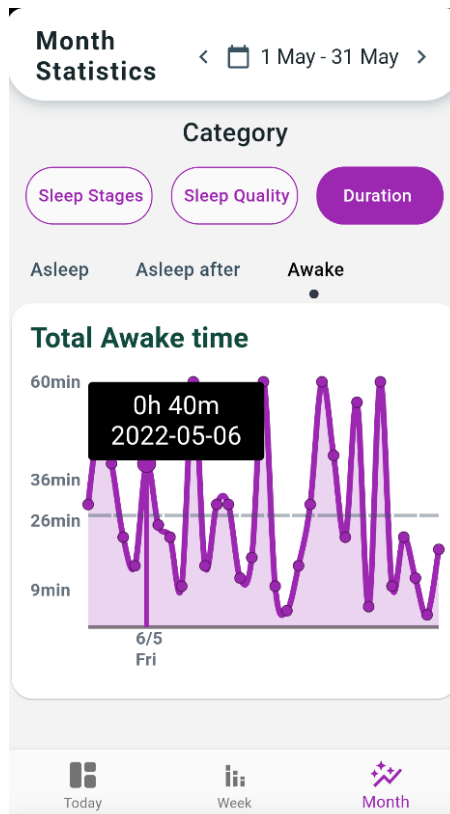 Month
Statistics
1 May - 31 May
Category
Sleep Stages
Sleep Quality
Duration
Asleep
Asleep after
Awake
Total Awake time
60min
0h 40m
2022-05-06
36min
26min
9min
6/5
Fri
Today
Week
Month